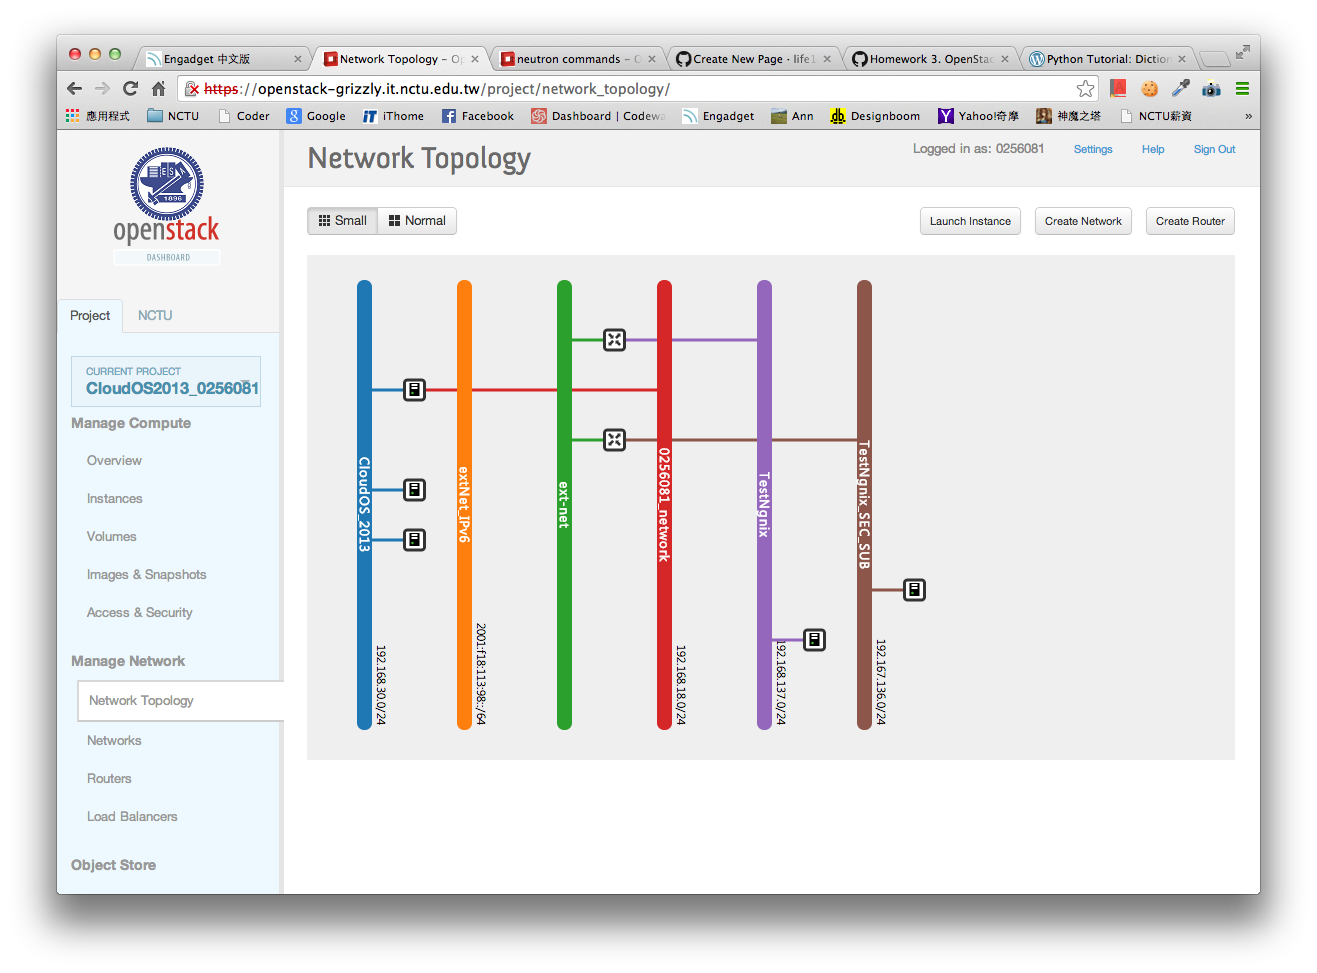 Engadget 中文版
Network Topology – Op
neutron commands – O
Create New Page · life1
Homework 3. OpenStac
Python Tutorial: Diction
https://openstack-grizzly.it.nctu.edu.tw/project/network_topology/
應用程式
NCTU
Coder
Google
iThome
Facebook
Dashboard | Codewa
Engadget
Ann
Designboom
Yahoo!奇摩
神魔之塔
NCTU薪資
»
Network Topology
Logged in as: 0256081
Settings
Help
Sign Out
ES
1896
openstack
DASHBOARD
Small
Normal
Launch Instance
Create Network
Create Router
Project
NCTU
CURRENT PROJECT
CloudOS2013_0256081
Manage Compute
Overview
Instances
Volumes
Images & Snapshots
Access & Security
Manage Network
Network Topology
Networks
Routers
Load Balancers
Object Store
CloudOS_2013
192.168.30.0/24
extNet_IPv6
2001:f18:113:98::/64
ext-net
0256081_network
192.168.18.0/24
TestNgnix
192.168.137.0/24
TestNgnix_SEC_SUB
192.167.136.0/24